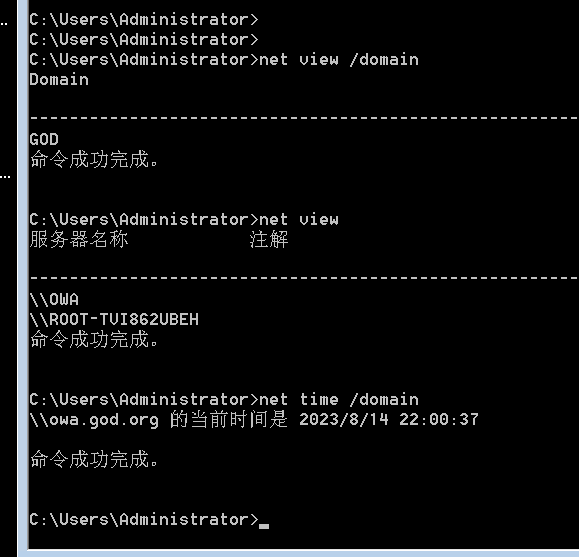 C:\Users\Administrator>
C:\Users\Administrator>
C:\Users\Administrator>net view /domain
Domain
-------------------------------------------------------
GOD
命令成功完成。
C:\Users\Administrator>net view
服务器名称            注解
-------------------------------------------------------
\\OWA
\\ROOT-TVI862UBEH
命令成功完成。
C:\Users\Administrator>net time /domain
\\owa.god.org 的当前时间是 2023/8/14 22:00:37
命令成功完成。
C:\Users\Administrator>